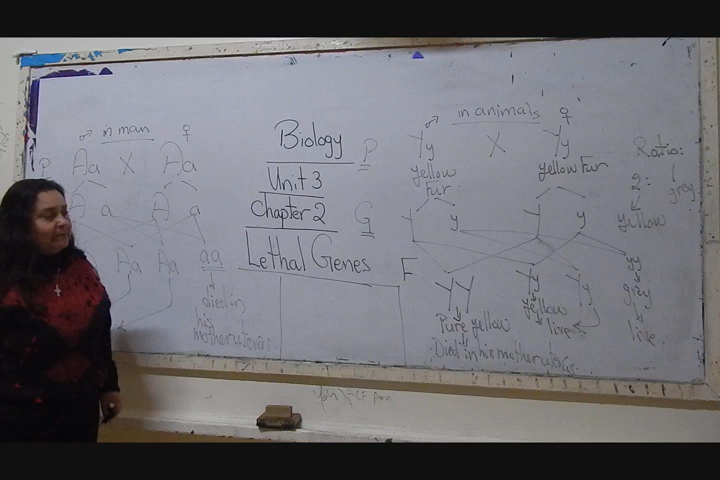 ♂ in man ♀
P Aa X Aa
A a A a
Aa Aa aa
died in
his
mother uterus.
Biology
Unit 3
Chapter 2
Lethal Genes
♂ in animals ♀
P Yy X Yy
yellow Fur
yellow Fur
G Y y Y y
F YY Yy Yy yy
Pure yellow
yellow
live
grey
live
Died in his mother uterus.
Ratio:
2: 1
yellow
grey